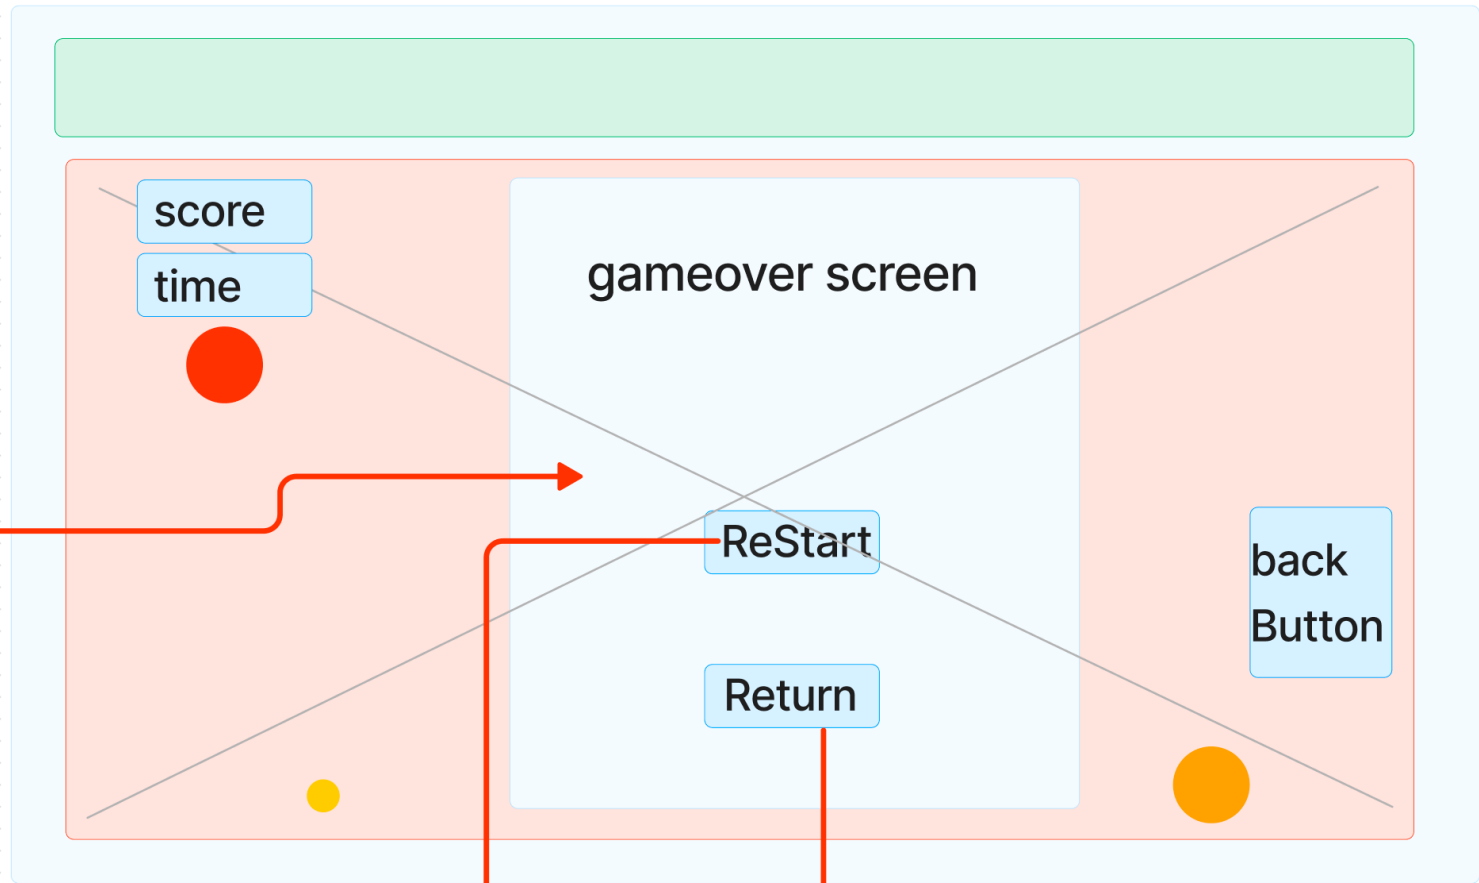 score
time
gameover screen
ReStart
back
Button
Return